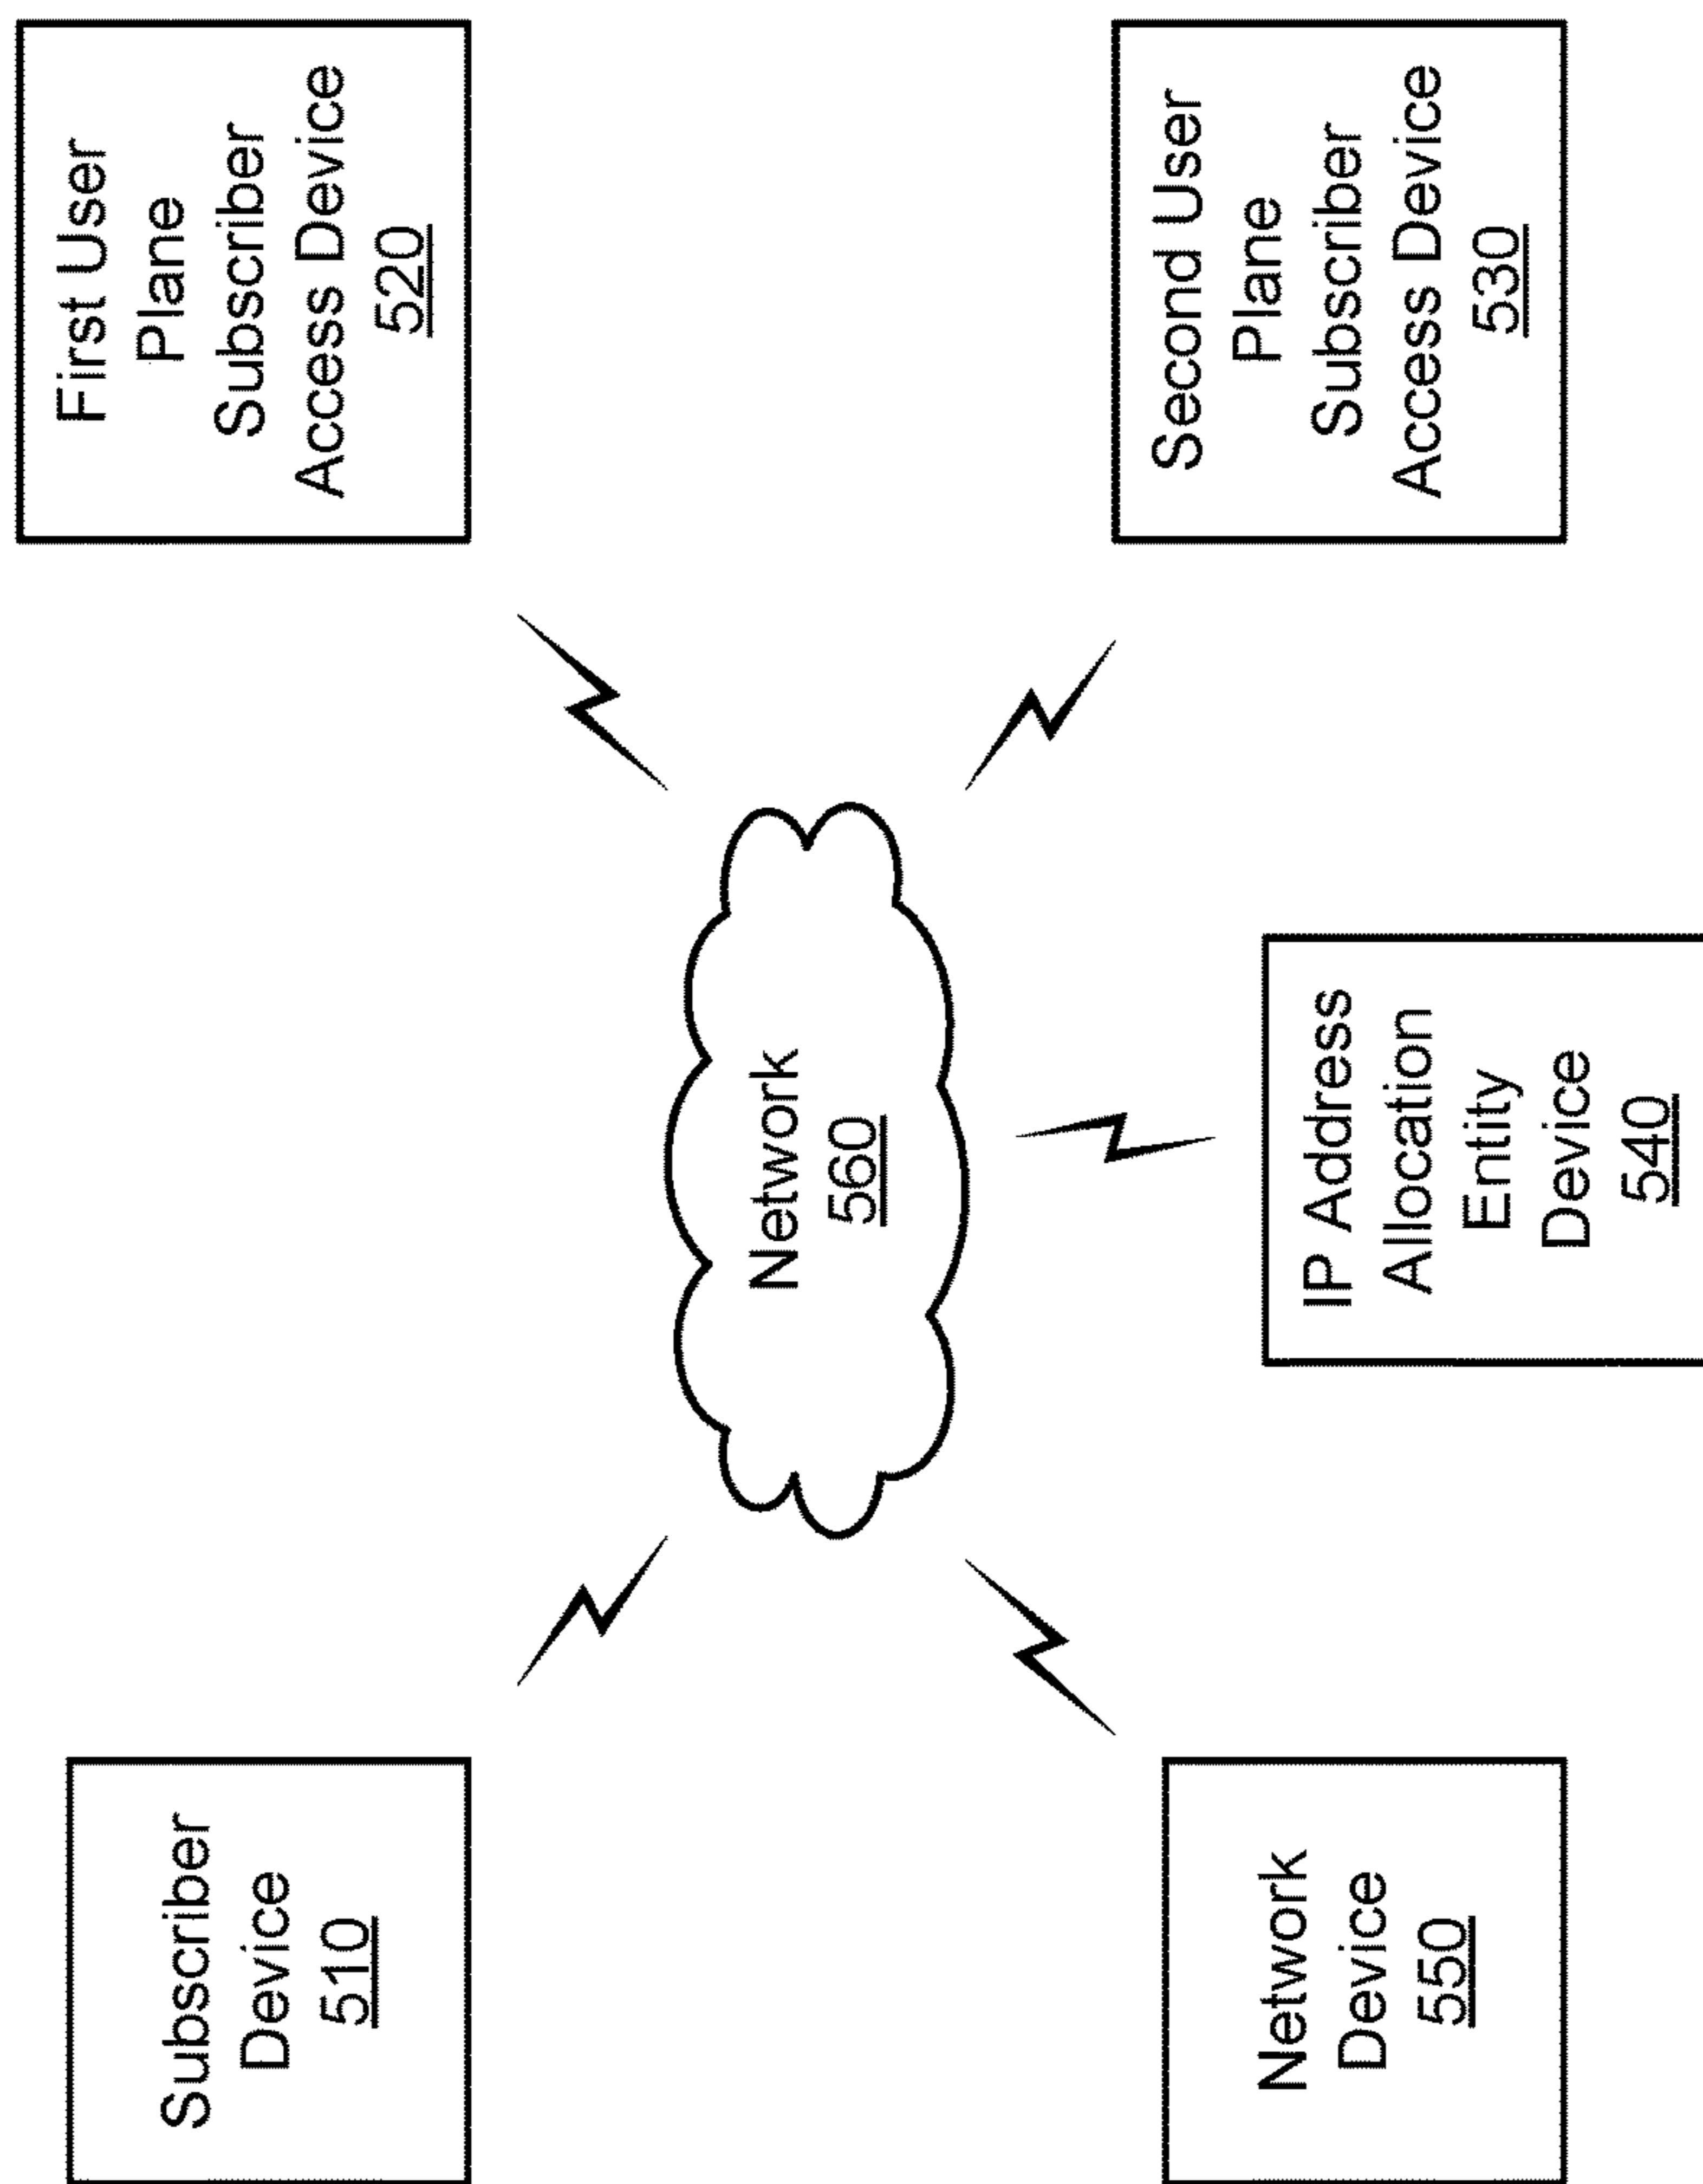 Subscriber
Device
510
First User
Plane
Subscriber
Access Device
520
Network
560
Network
Device
550
IP Address
Allocation
Entity
Device
540
Second User
Plane
Subscriber
Access Device
530